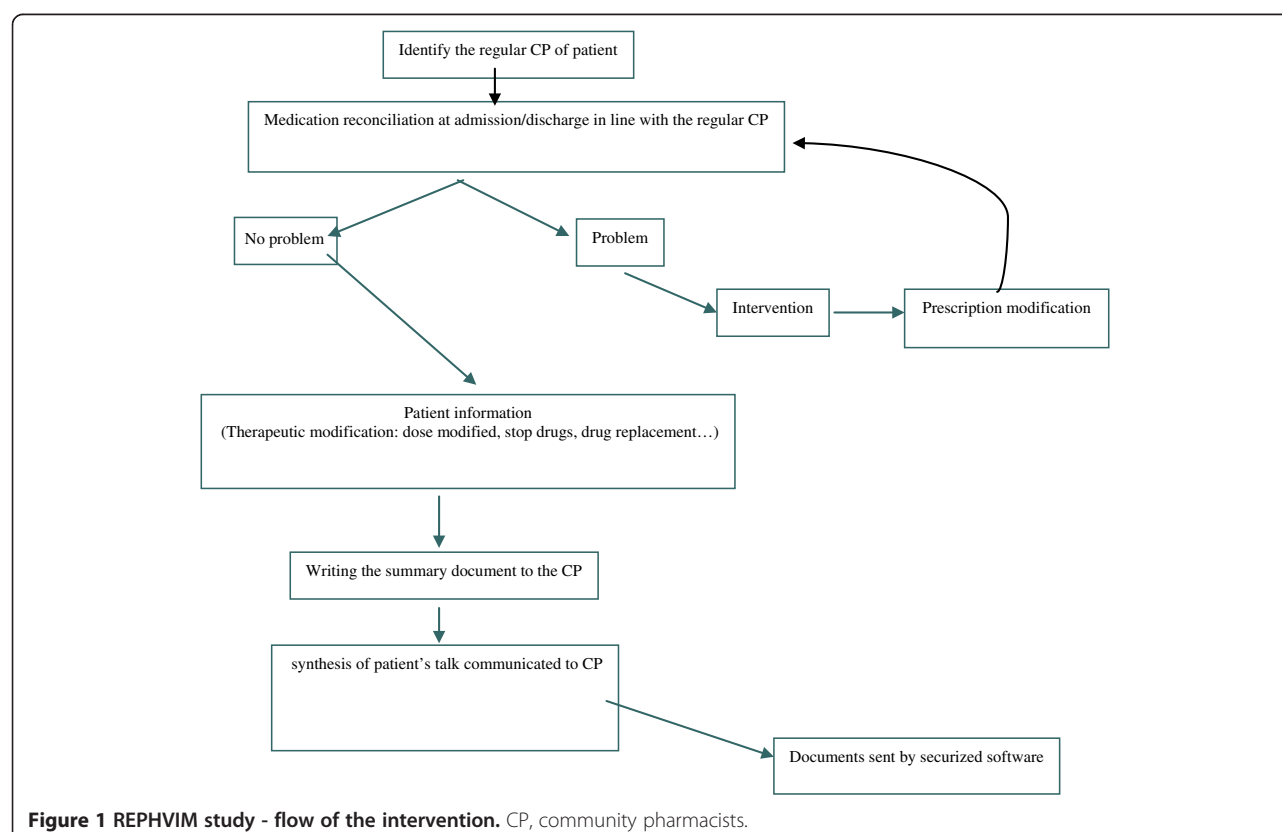 Identify the regular CP of patient
Medication reconciliation at admission/discharge in line with the regular CP
No problem
Problem
Intervention
Prescription modification
Patient information
(Therapeutic modification: dose modified, stop drugs, drug replacement…)
Writing the summary document to the CP
synthesis of patient's talk communicated to CP
Documents sent by securized software
Figure 1 REPHVIM study - flow of the intervention. CP, community pharmacists.